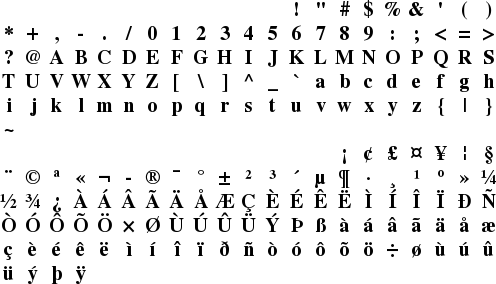 ! " # $ % & ' ( )
* + , - . / 0 1 2 3 4 5 6 7 8 9 : ; < = >
? @ A B C D E F G H I J K L M N O P Q R S
T U V W X Y Z [ \ ] ^ _ ` a b c d e f g h
i j k l m n o p q r s t u v w x y z { | }
~
¡ ¢ £ ¤ ¥ ¦ §
¨ © ª « ¬ - ® ¯ ° ± ² ³ ´ µ ¶ · ¸ ¹ º » ¼
½ ¾ ¿ À Á Â Ã Ä Å Æ Ç È É Ê Ë Ì Í Î Ï Ð Ñ
Ò Ó Ô Õ Ö × Ø Ù Ú Û Ü Ý Þ ß à á â ã ä å æ
ç è é ê ë ì í î ï ð ñ ò ó ô õ ö ÷ ø ù ú û
ü ý þ ÿ